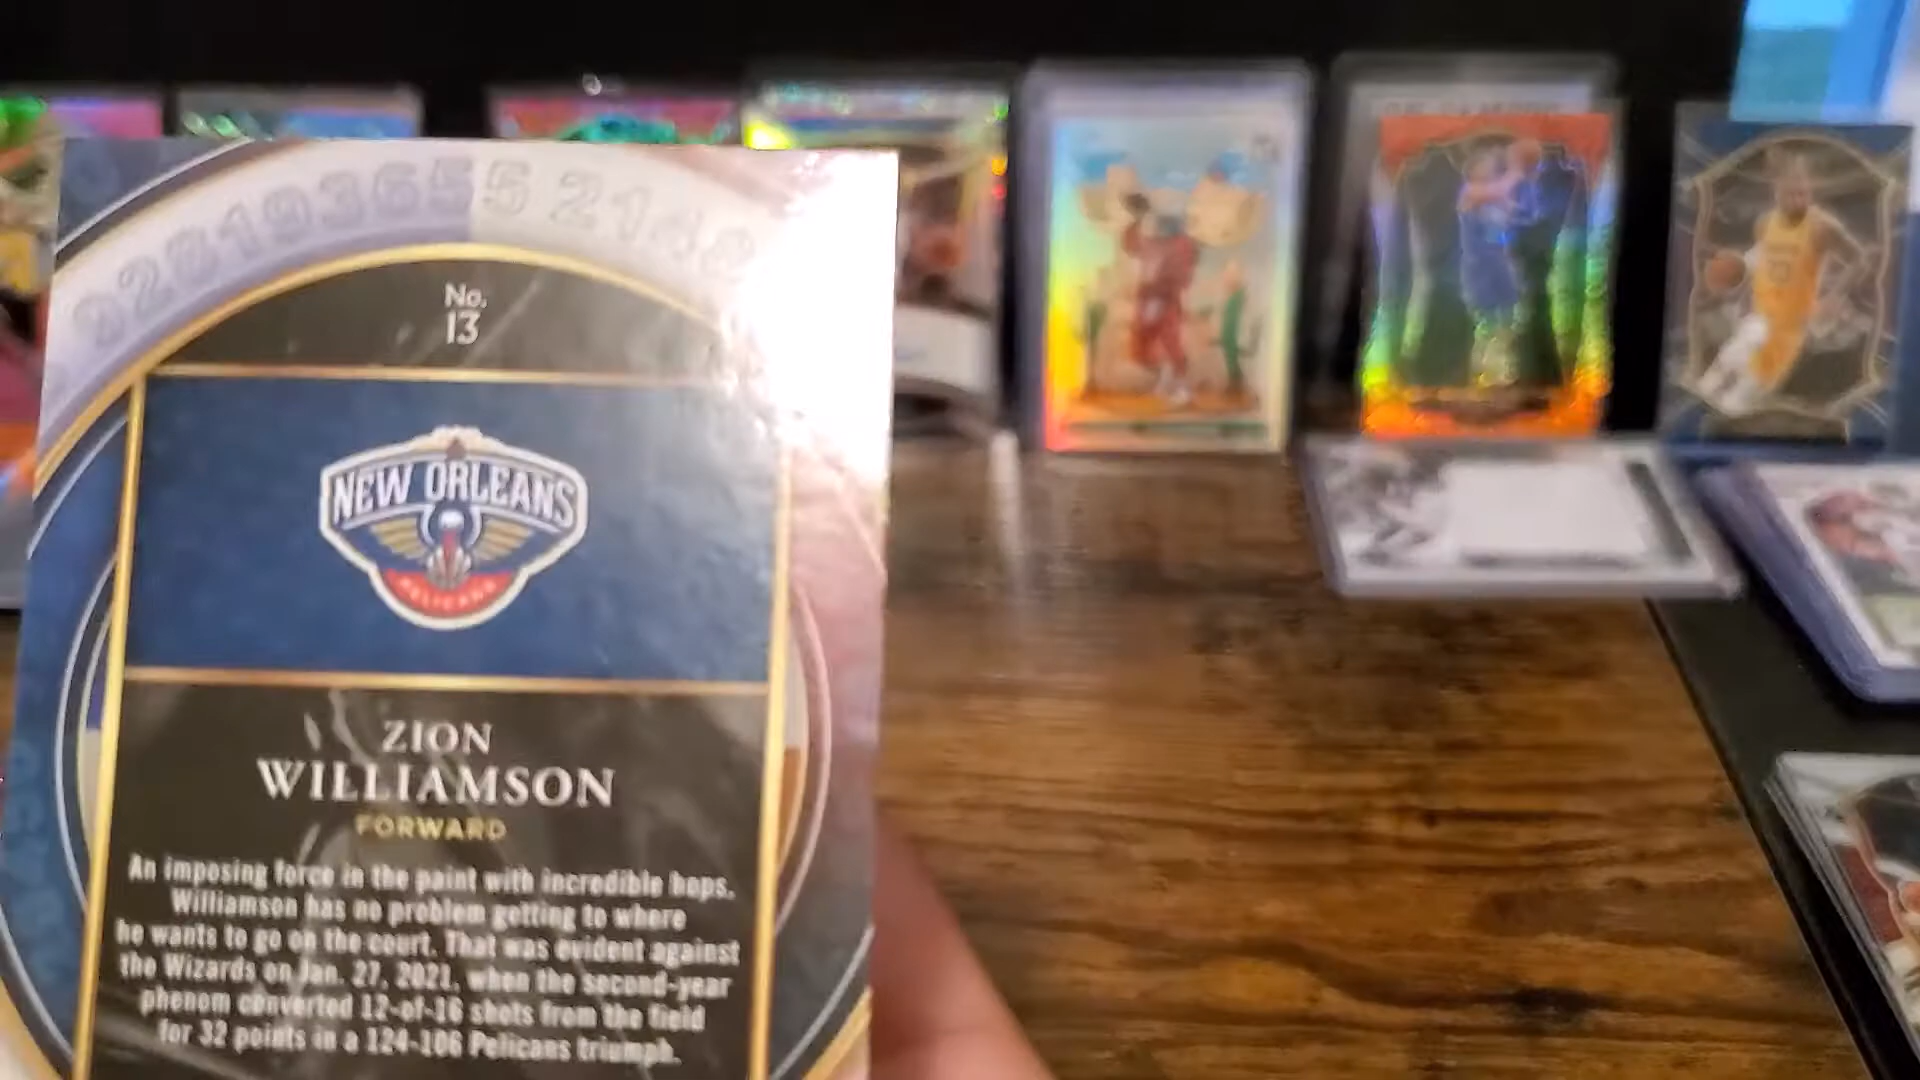 No.
13
NEW ORLEANS
PELICANS
ZION
WILLIAMSON
FORWARD
An imposing force in the paint with incredible hops,
Williamson has no problem getting to where
he wants to go on the court. That was evident against
the Wizards on Jan. 27, 2021, when the second-year
phenom converted 12-of-16 shots from the field
for 32 points in a 124-106 Pelicans triumph.